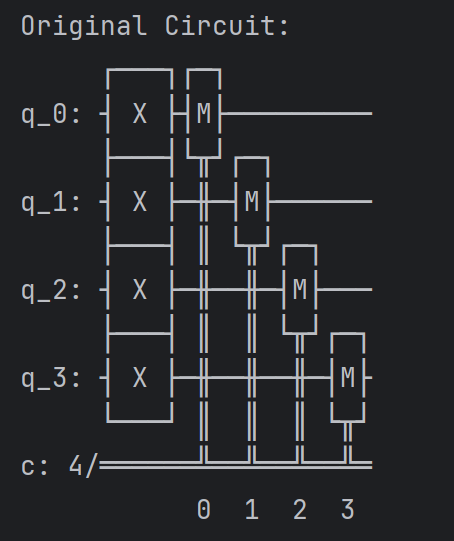 Original Circuit:
q_0: X M
q_1: X M
q_2: X M
q_3: X M
c: 4/
0 1 2 3